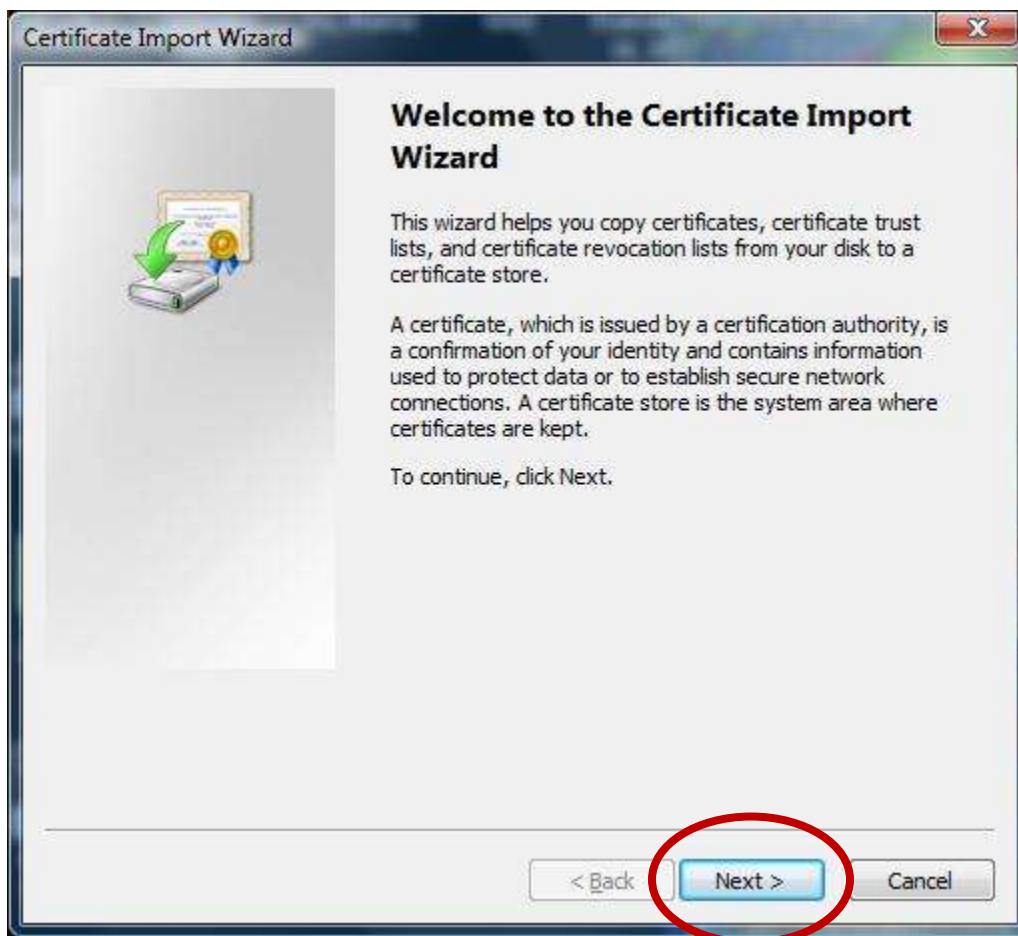 Certificate Import Wizard
Welcome to the Certificate Import
Wizard
This wizard helps you copy certificates, certificate trust
lists, and certificate revocation lists from your disk to a
certificate store.
A certificate, which is issued by a certification authority, is
a confirmation of your identity and contains information
used to protect data or to establish secure network
connections. A certificate store is the system area where
certificates are kept.
To continue, click Next.
< Back Next > Cancel